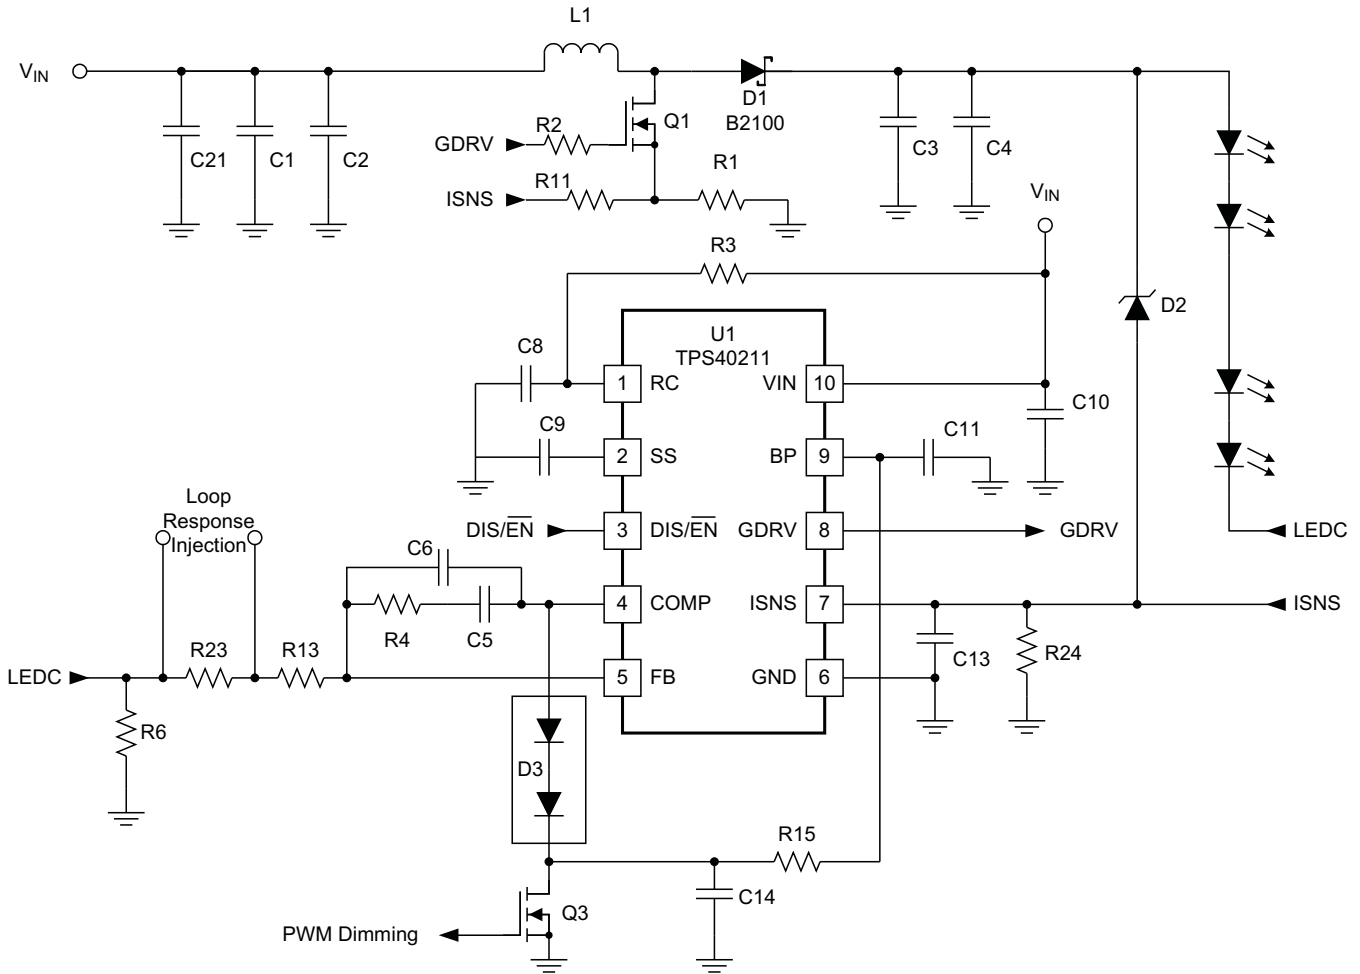 L1
VIN
D1
B2100
Q1
R2
GDRV
R1
R11
ISNS
C21
C1
C2
C3
C4
VIN
R3
D2
U1
TPS40211
C8
1
RC
VIN
10
C10
C9
C11
2
SS
BP
9
Loop
Response
Injection
DIS/EN
3
DIS/EN
GDRV
8
GDRV
LEDC
C6
4
COMP
ISNS
7
ISNS
R4
C5
R23
R13
C13
R24
LEDC
5
FB
GND
6
R6
D3
R15
C14
Q3
PWM Dimming